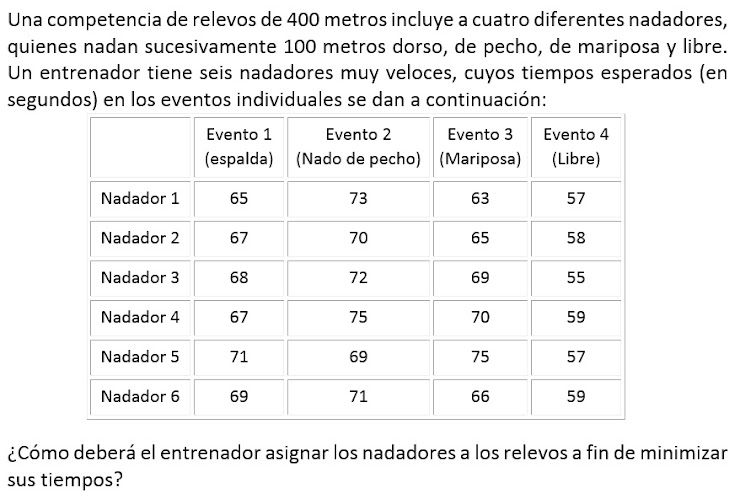 Una competencia de relevos de 400 metros incluye a cuatro diferentes nadadores,
quienes nadan sucesivamente 100 metros dorso, de pecho, de mariposa y libre.
Un entrenador tiene seis nadadores muy veloces, cuyos tiempos esperados (en
segundos) en los eventos individuales se dan a continuación:
Evento 1 Evento 2 Evento 3 Evento 4
(espalda) (Nado de pecho) (Mariposa) (Libre)
Nadador 1 65 73 63 57
Nadador 2 67 70 65 58
Nadador 3 68 72 69 55
Nadador 4 67 75 70 59
Nadador 5 71 69 75 57
Nadador 6 69 71 66 59
¿Cómo deberá el entrenador asignar los nadadores a los relevos a fin de minimizar
sus tiempos?